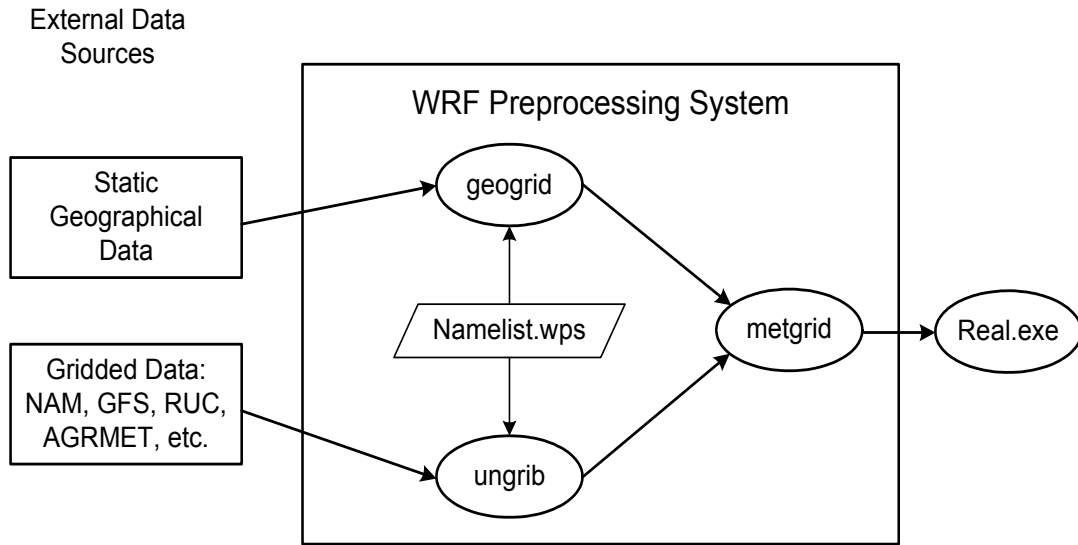 External Data
Sources
WRF Preprocessing System
Static
Geographical
Data
geogrid
Namelist.wps
metgrid
Real.exe
Gridded Data:
NAM, GFS, RUC,
AGRMET, etc.
ungrib